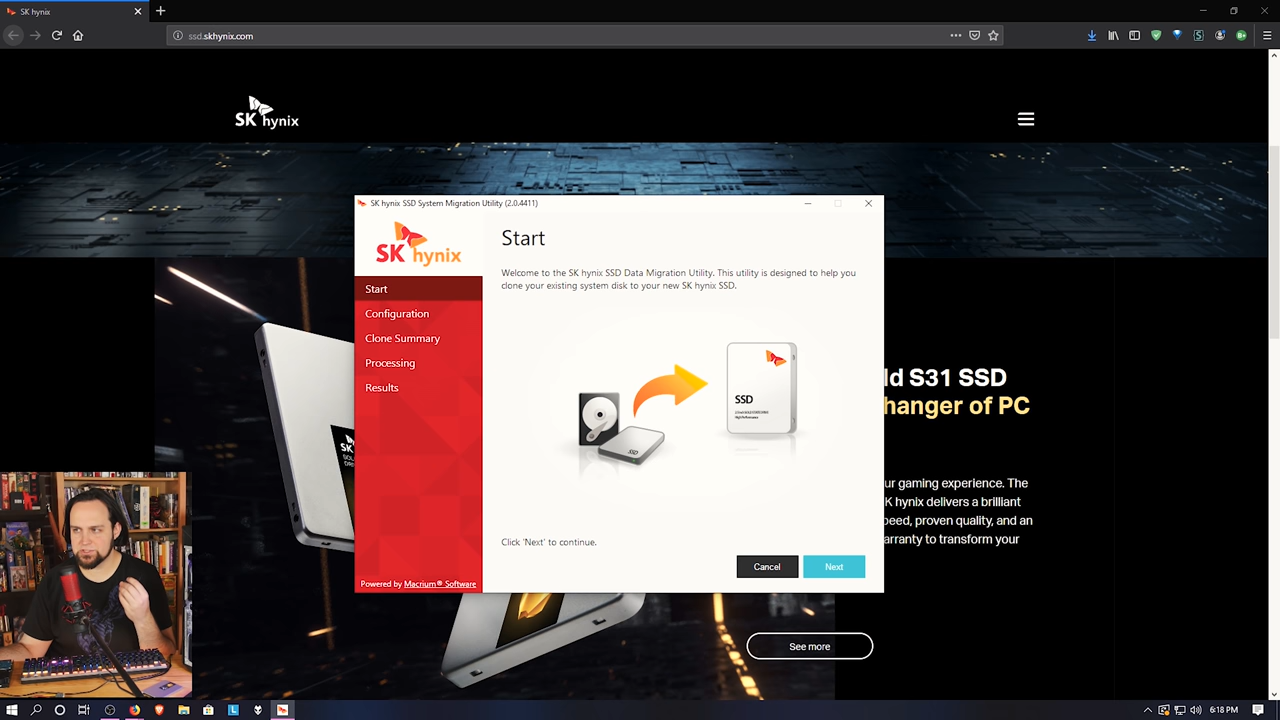 SK hynix
ssd.skhynix.com
SK hynix
SK hynix SSD System Migration Utility (2.0.4411)
SK hynix
Start
Configuration
Clone Summary
Processing
Results
Powered by Macrium® Software
Start
Welcome to the SK hynix SSD Data Migration Utility. This utility is designed to help you
clone your existing system disk to your new SK hynix SSD.
SSD
SSD
Click 'Next' to continue.
Cancel
Next
ld S31 SSD
hanger of PC
ur gaming experience. The
K hynix delivers a brilliant
peed, proven quality, and an
arranty to transform your
See more
6:18 PM